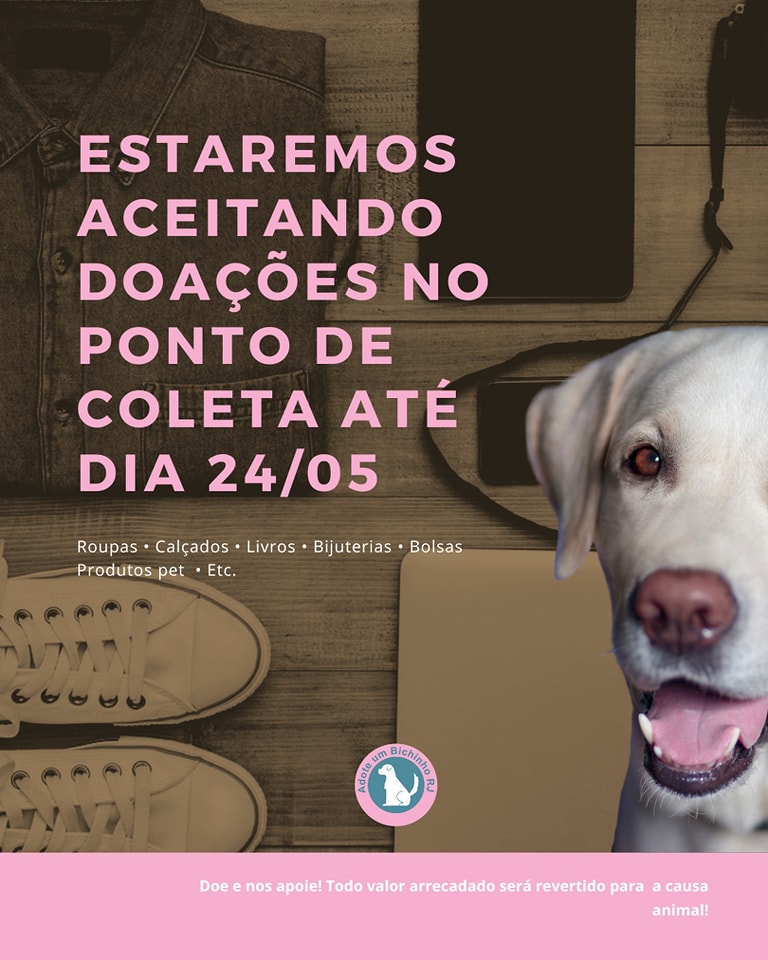 ESTAREMOS
ACEITANDO
DOAÇÕES NO
PONTO DE
COLETA ATÉ
DIA 24/05
Roupas • Calçados • Livros • Bijuterias • Bolsas
Produtos pet • Etc.
Adote um Bichinho RJ
Doe e nos apoie! Todo valor arrecadado será revertido para a causa
animal!